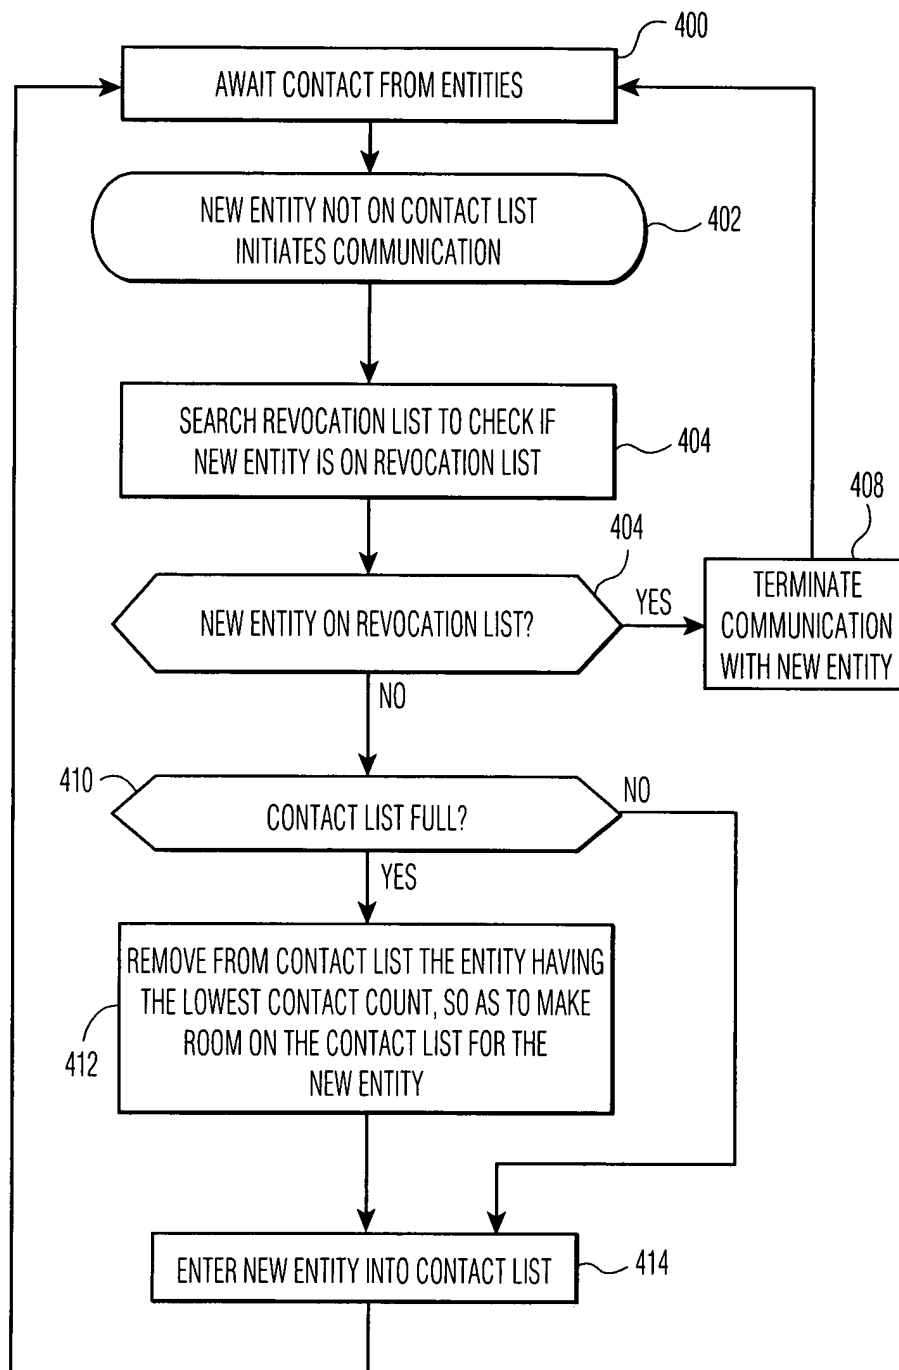 400
AWAIT CONTACT FROM ENTITIES
NEW ENTITY NOT ON CONTACT LIST
INITIATES COMMUNICATION
402
SEARCH REVOCATION LIST TO CHECK IF
NEW ENTITY IS ON REVOCATION LIST
404
408
404
NEW ENTITY ON REVOCATION LIST?
YES
TERMINATE
COMMUNICATION
WITH NEW ENTITY
NO
410
CONTACT LIST FULL?
NO
YES
REMOVE FROM CONTACT LIST THE ENTITY HAVING
THE LOWEST CONTACT COUNT, SO AS TO MAKE
ROOM ON THE CONTACT LIST FOR THE
NEW ENTITY
412
ENTER NEW ENTITY INTO CONTACT LIST
414